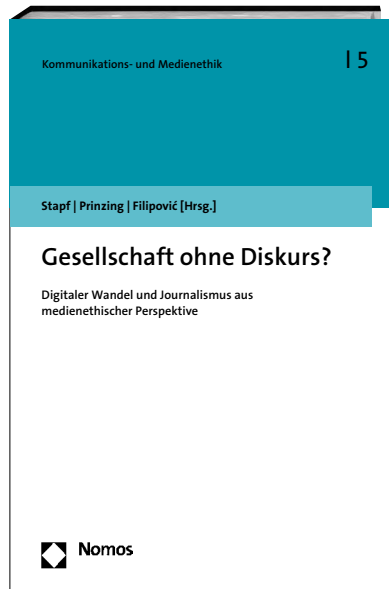 Kommunikations- und Medienethik
| 5
Stapf | Prinzing | Filipović [Hrsg.]
Gesellschaft ohne Diskurs?
Digitaler Wandel und Journalismus aus
medienethischer Perspektive
Nomos